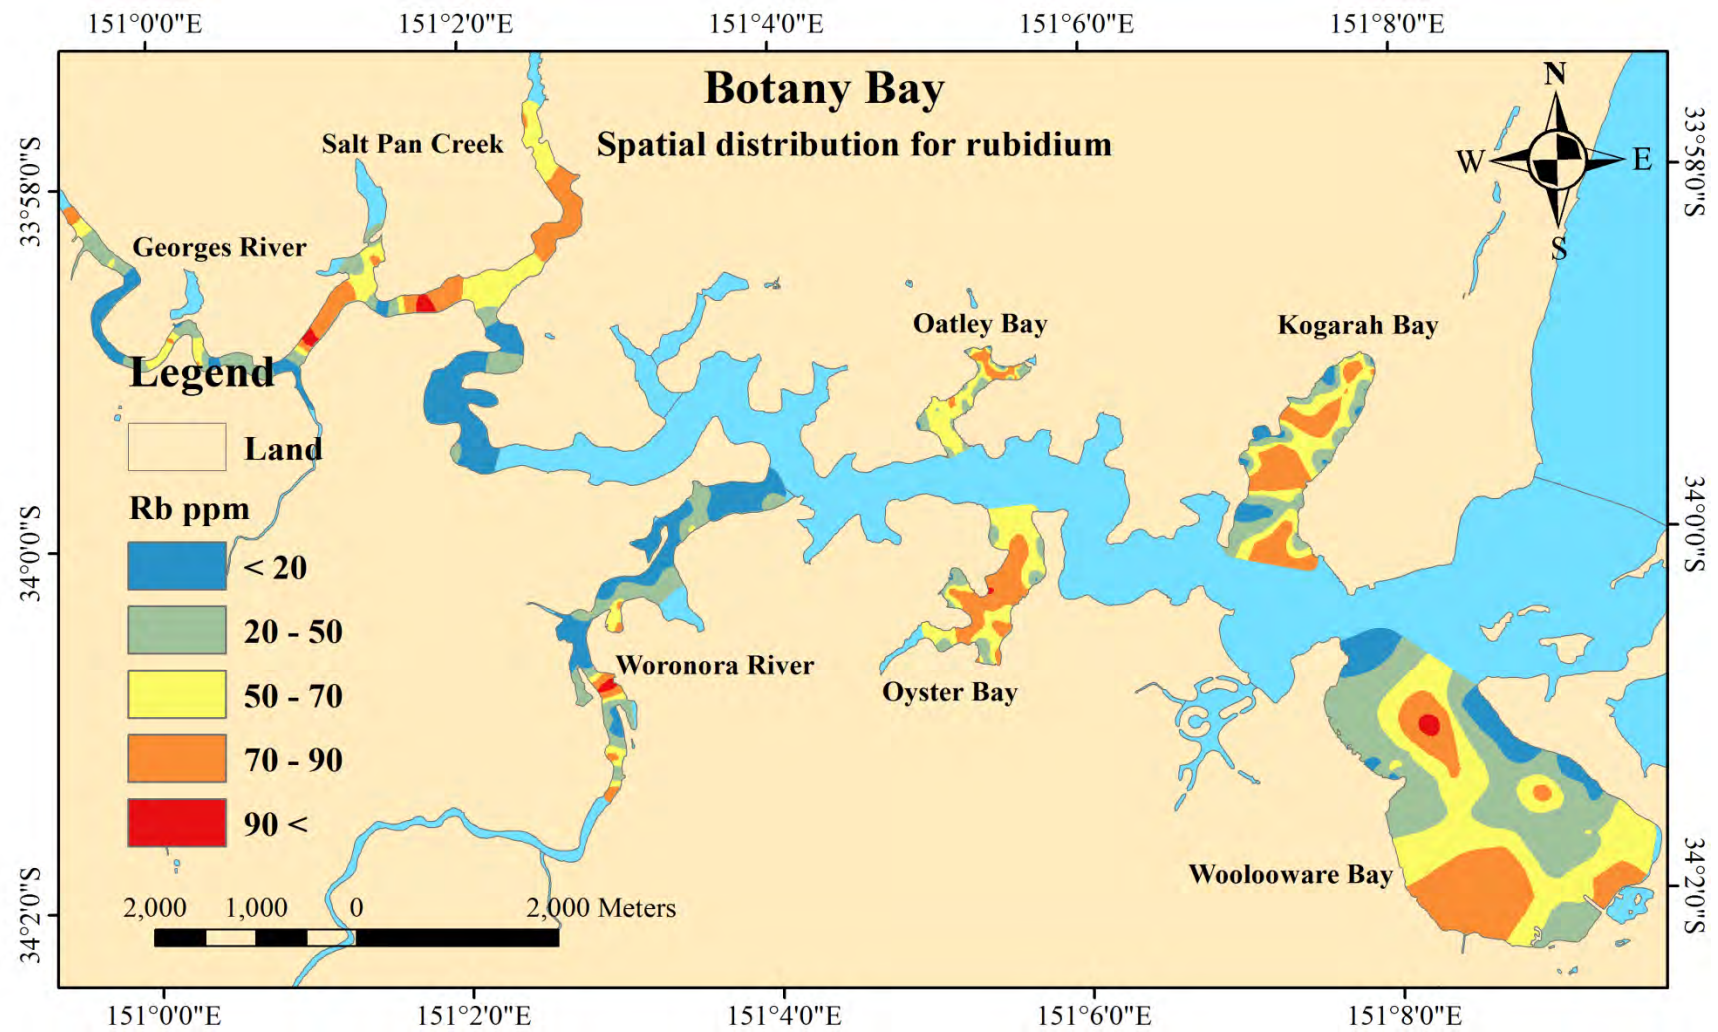 151°0'0"E 151°2'0"E 151°4'0"E 151°6'0"E 151°8'0"E
Botany Bay
Spatial distribution for rubidium
N
W E
S
Salt Pan Creek
33°58'0"S
33°58'0"S
Georges River
Oatley Bay
Kogarah Bay
Legend
Land
Rb ppm
< 20
20 - 50
50 - 70
70 - 90
90 <
34°0'0"S
34°0'0"S
Woronora River
Oyster Bay
Woolooware Bay
34°2'0"S
34°2'0"S
2,000 1,000 0 2,000 Meters
151°0'0"E 151°2'0"E 151°4'0"E 151°6'0"E 151°8'0"E